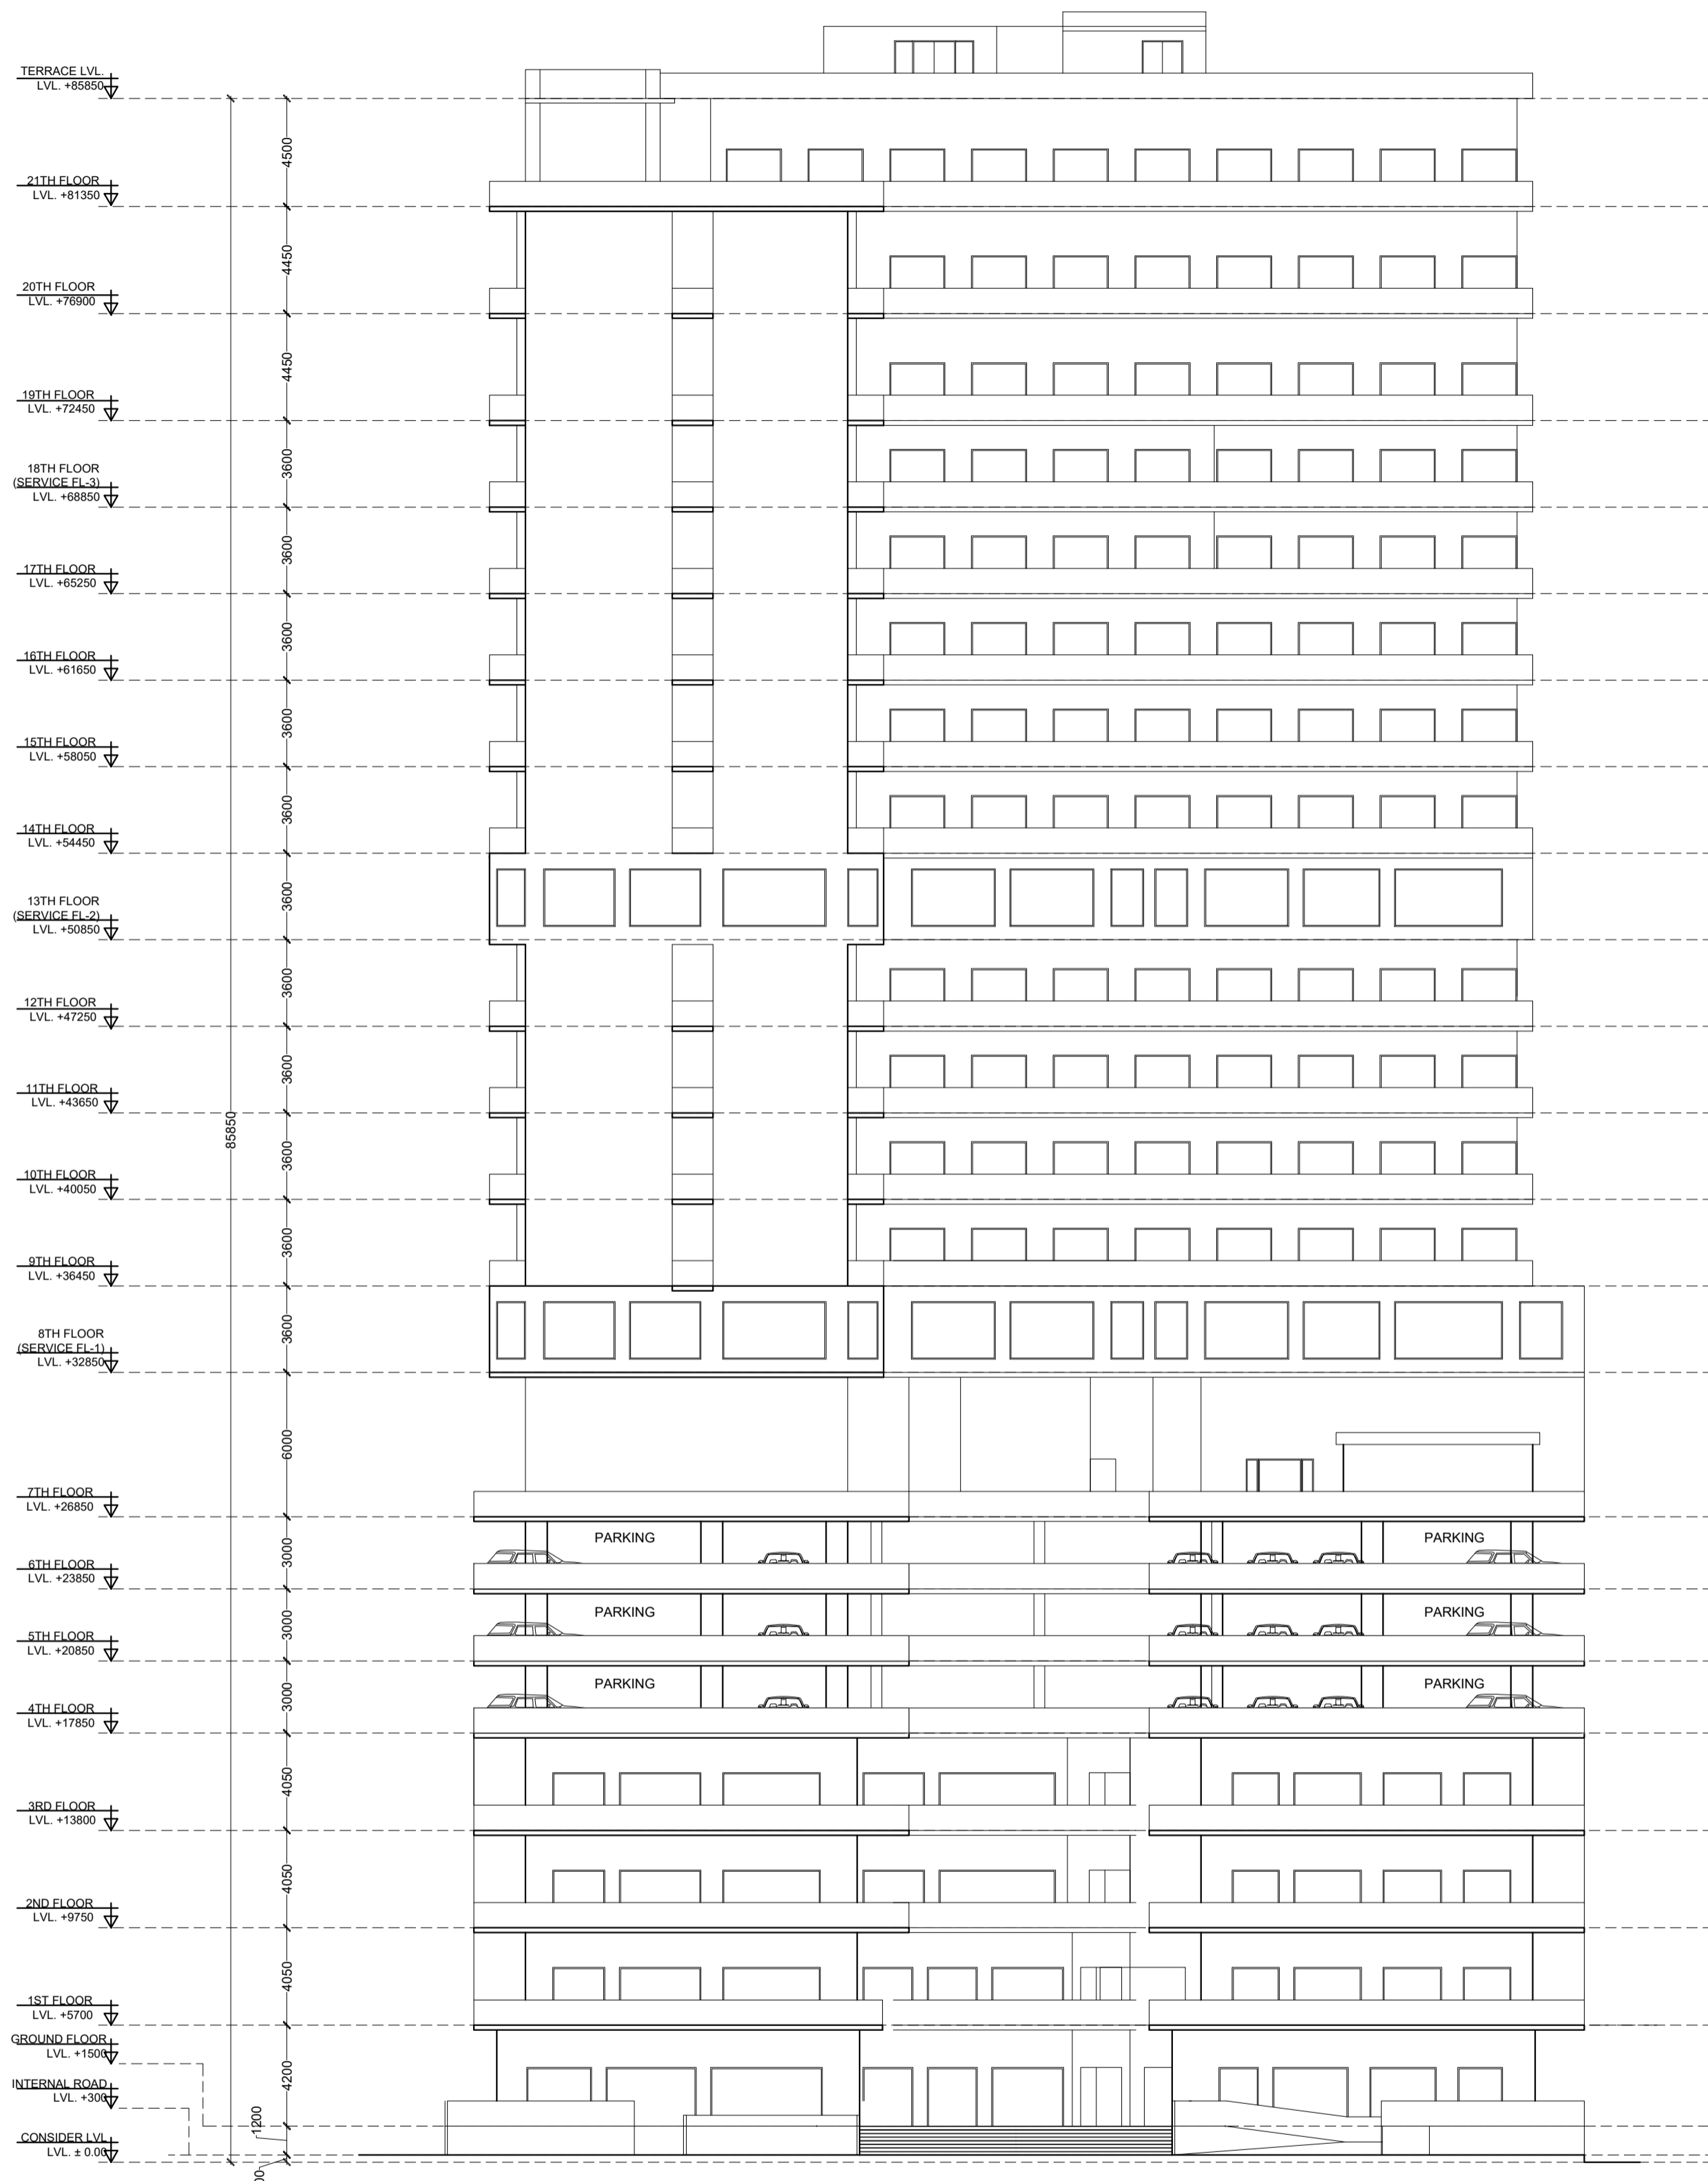 TERRACE LVL.
LVL. +85850
4500
21TH FLOOR
LVL. +81350
4450
20TH FLOOR
LVL. +76900
4450
19TH FLOOR
LVL. +72450
3600
18TH FLOOR
(SERVICE FL-3)
LVL. +68850
3600
17TH FLOOR
LVL. +65250
3600
16TH FLOOR
LVL. +61650
3600
15TH FLOOR
LVL. +58050
3600
14TH FLOOR
LVL. +54450
3600
13TH FLOOR
(SERVICE FL-2)
LVL. +50850
3600
12TH FLOOR
LVL. +47250
3600
11TH FLOOR
LVL. +43650
85850
3600
10TH FLOOR
LVL. +40050
3600
9TH FLOOR
LVL. +36450
3600
8TH FLOOR
(SERVICE FL-1)
LVL. +32850
6000
7TH FLOOR
LVL. +26850
PARKING PARKING
3000
6TH FLOOR
LVL. +23850
PARKING PARKING
3000
5TH FLOOR
LVL. +20850
PARKING PARKING
3000
4TH FLOOR
LVL. +17850
4050
3RD FLOOR
LVL. +13800
4050
2ND FLOOR
LVL. +9750
4050
1ST FLOOR
LVL. +5700
GROUND FLOOR
LVL. +1500
4200
INTERNAL ROAD
LVL. +300
1200
CONSIDER LVL
LVL. ± 0.00